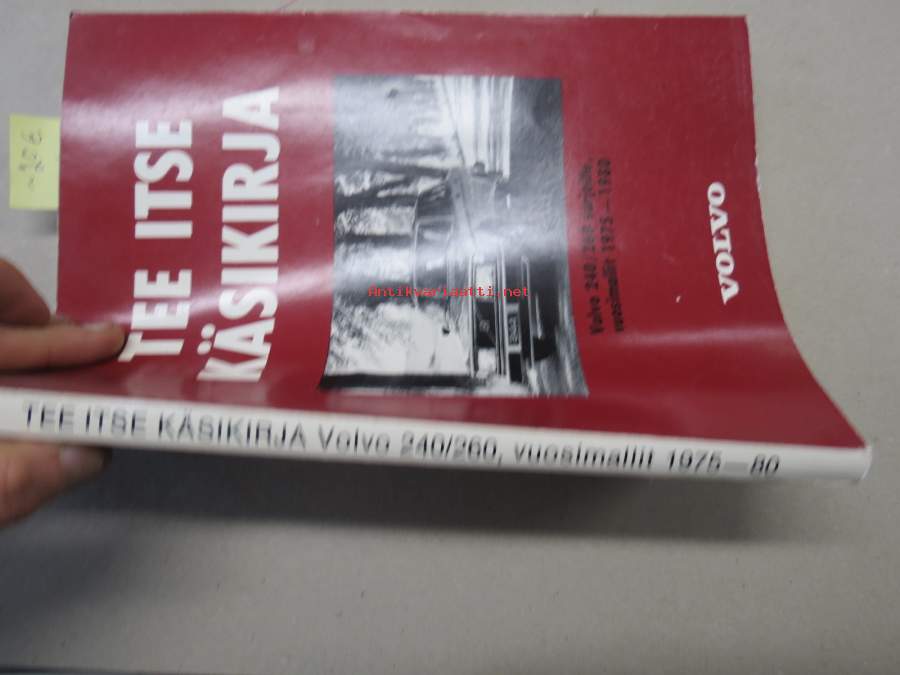 TEE ITSE
KÄSIKIRJA
Volvo 240/260 sarjoille,
vuosimallit 1975—1980
VOLVO
TEE ITSE KÄSIKIRJA Volvo 240/260, vuosimallit 1975—80
Antikvariaatti.net